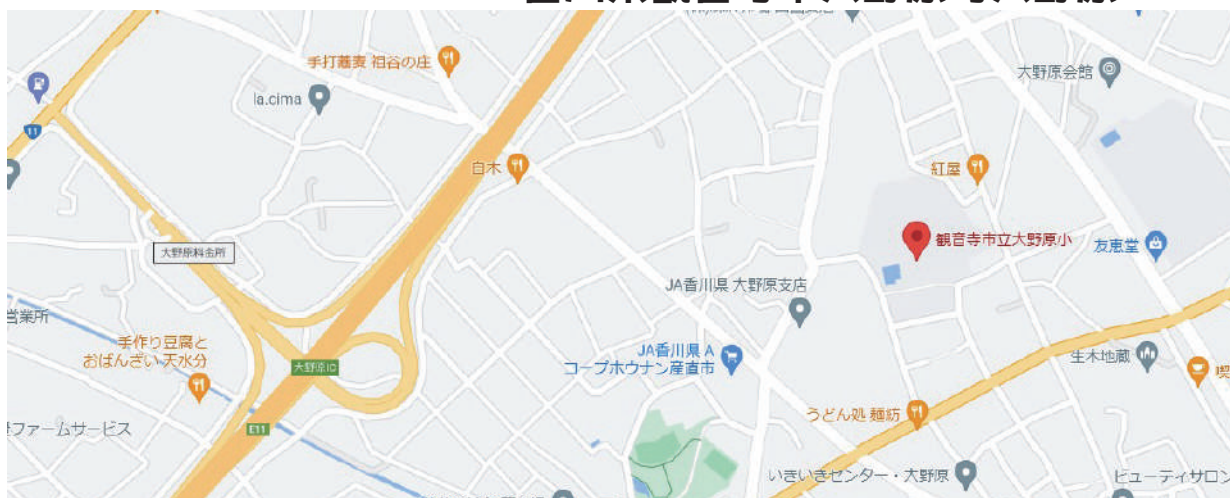 手打蕎麦 祖谷の庄
大野原会館
la.cima
11
白木
紅屋
大野原料金所
観音寺市立大野原小
友恵堂
JA香川県 大野原支店
営業所
手作り豆腐と
おばんざい 天水分
大野原IC
JA香川県 A
コープホウナン産直市
生木地蔵
喫
うどん処 麺紡
E11
ファームサービス
いきいきセンター・大野原
ビューティサロン